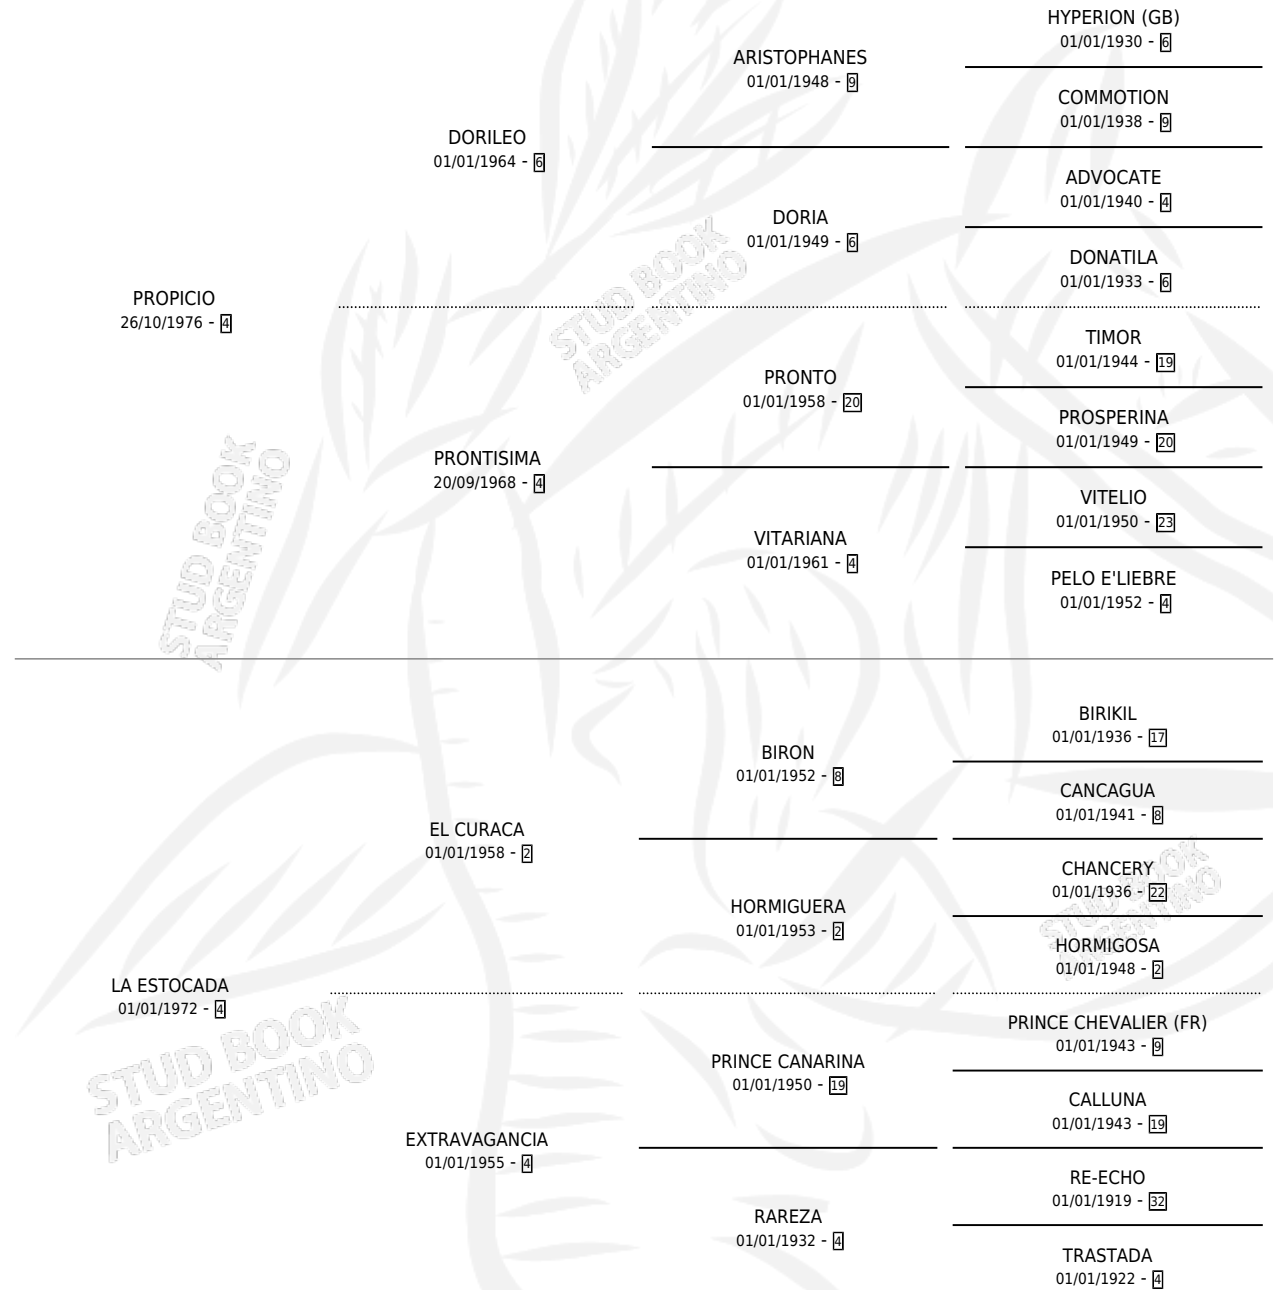 HYPERION (GB)
01/01/1930 - 6
ARISTOPHANES
01/01/1948 - 9
COMMOTION
01/01/1938 - 9
DORILEO
01/01/1964 - 6
ADVOCATE
01/01/1940 - 4
DORIA
01/01/1949 - 6
DONATILA
01/01/1933 - 6
PROPICIO
26/10/1976 - 4
TIMOR
01/01/1944 - 19
PRONTO
01/01/1958 - 20
PROSPERINA
01/01/1949 - 20
PRONTISIMA
20/09/1968 - 4
VITELIO
01/01/1950 - 23
VITARIANA
01/01/1961 - 4
PELO E'LIEBRE
01/01/1952 - 4
BIRIKIL
01/01/1936 - 17
BIRON
01/01/1952 - 8
CANCAGUA
01/01/1941 - 8
EL CURACA
01/01/1958 - 2
CHANCERY
01/01/1936 - 22
HORMIGUERA
01/01/1953 - 2
HORMIGOSA
01/01/1948 - 2
LA ESTOCADA
01/01/1972 - 4
PRINCE CHEVALIER (FR)
01/01/1943 - 9
PRINCE CANARINA
01/01/1950 - 19
CALLUNA
01/01/1943 - 19
EXTRAVAGANCIA
01/01/1955 - 4
RE-ECHO
01/01/1919 - 32
RAREZA
01/01/1932 - 4
TRASTADA
01/01/1922 - 4
STUD BOOK
ARGENTINO
STUD BOOK
ARGENTINO
STUD BOOK
ARGENTINO
STUD BOOK
ARGENTINO